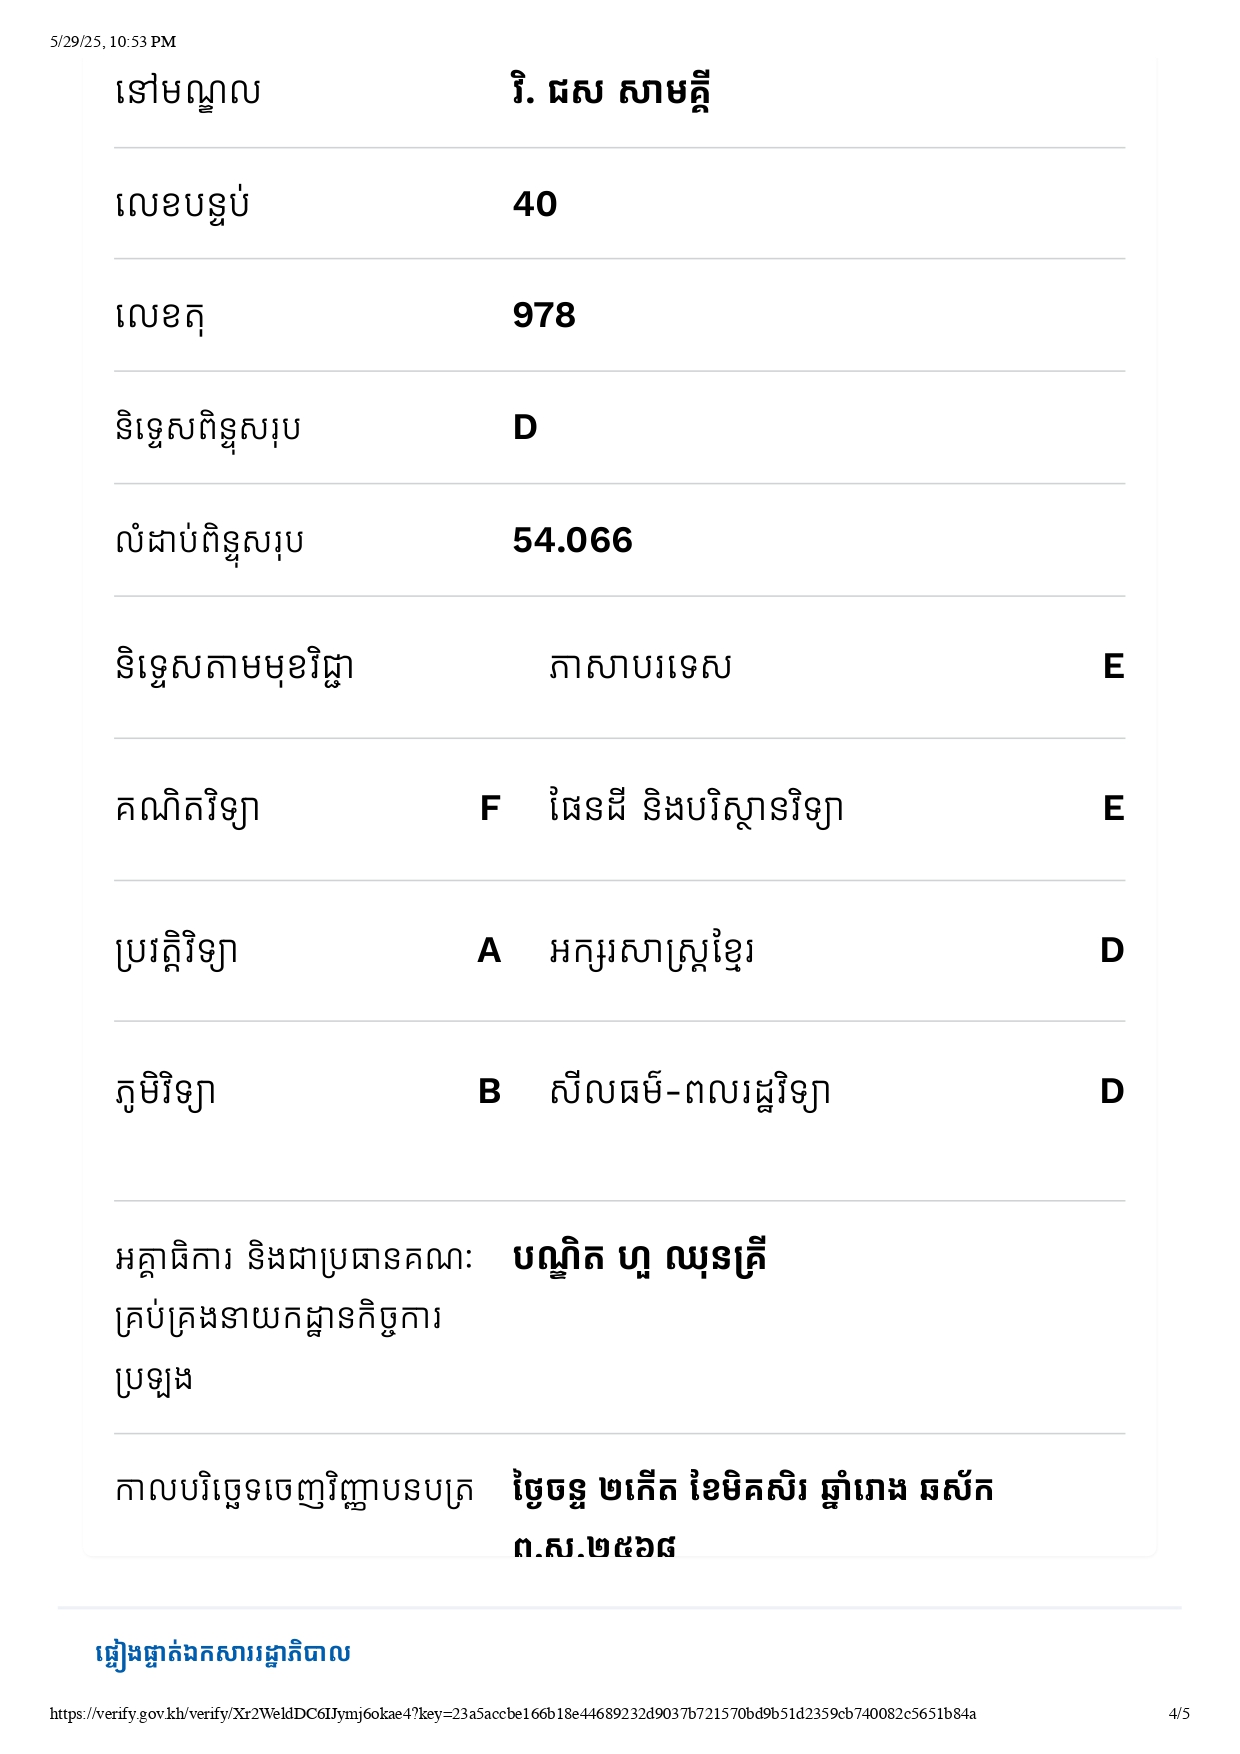 5/29/25, 10:53 PM
នៅមណ្ឌល វិ. ជស សាមគ្គី
លេខបន្ទប់ 40
លេខតុ 978
និទ្ទេសពិន្ទុសរុប D
លំដាប់ពិន្ទុសរុប 54.066
និទ្ទេសតាមមុខវិជ្ជា ភាសាបរទេស E
គណិតវិទ្យា F ផែនដី និងបរិស្ថានវិទ្យា E
ប្រវត្តិវិទ្យា A អក្សរសាស្ត្រខ្មែរ D
ភូមិវិទ្យា B សីលធម៌-ពលរដ្ឋវិទ្យា D
អគ្គាធិការ និងជាប្រធានគណៈ បណ្ឌិត ហួ ឈុនគ្រី
គ្រប់គ្រងនាយកដ្ឋានកិច្ចការ
ប្រឡង
កាលបរិច្ឆេទចេញវិញ្ញាបនបត្រ ថ្ងៃចន្ទ ២កើត ខែមិគសិរ ឆ្នាំរោង ឆស័ក
ព.ស.២៥៦៨
ផ្ទៀងផ្ទាត់ឯកសាររដ្ឋាភិបាល
https://verify.gov.kh/verify/Xr2WeldDC6IJymj6okae4?key=23a5accbe166b18e44689232d9037b721570bd9b51d2359cb740082c5651b84a 4/5